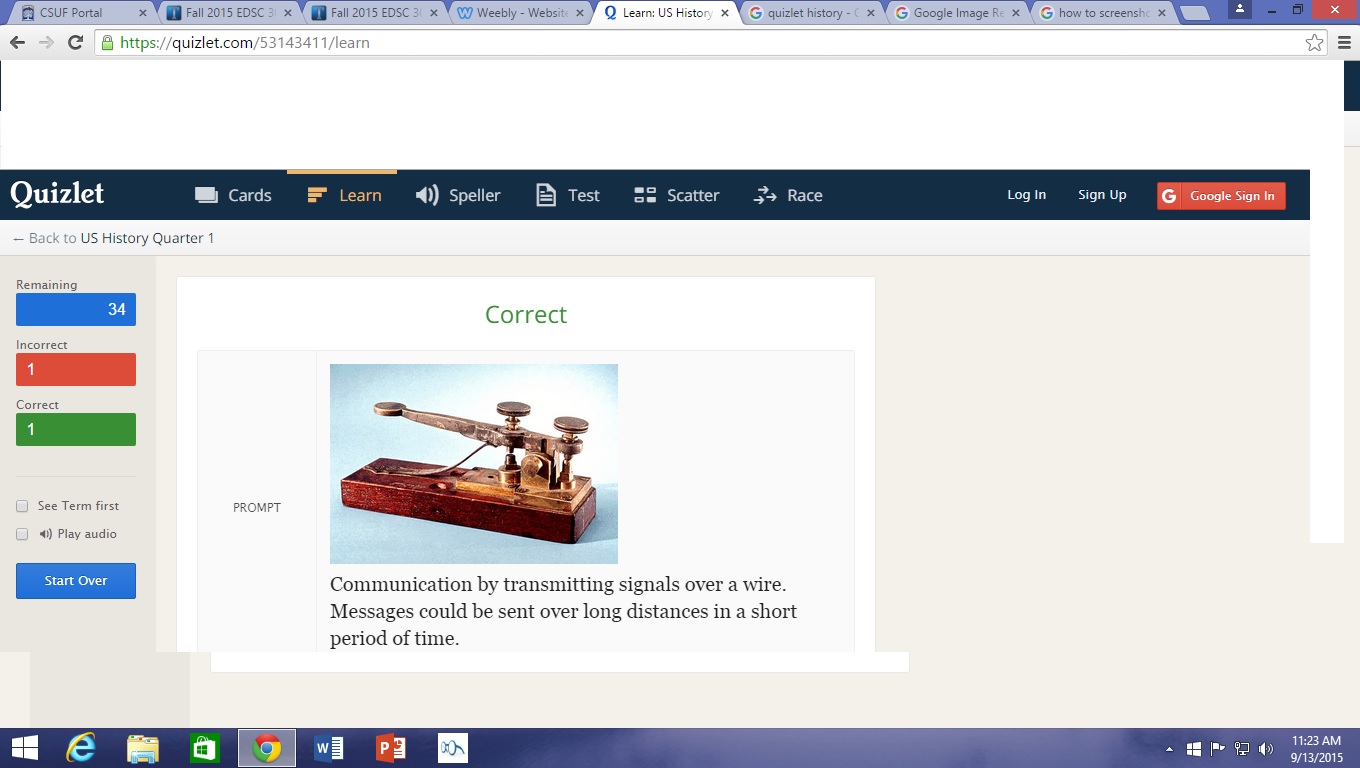 CSUF Portal
Fall 2015 EDSC 3
Fall 2015 EDSC 3
Weebly - Website
Learn: US History
quizlet history - 
Google Image Re
how to screensho
https://quizlet.com/53143411/learn
Quizlet
Cards
Learn
Speller
Test
Scatter
Race
Log In
Sign Up
G Google Sign In
← Back to US History Quarter 1
Remaining
34
Incorrect
1
Correct
1
See Term first
Play audio
Start Over
Correct
PROMPT
Communication by transmitting signals over a wire.
Messages could be sent over long distances in a short
period of time.
11:23 AM
9/13/2015